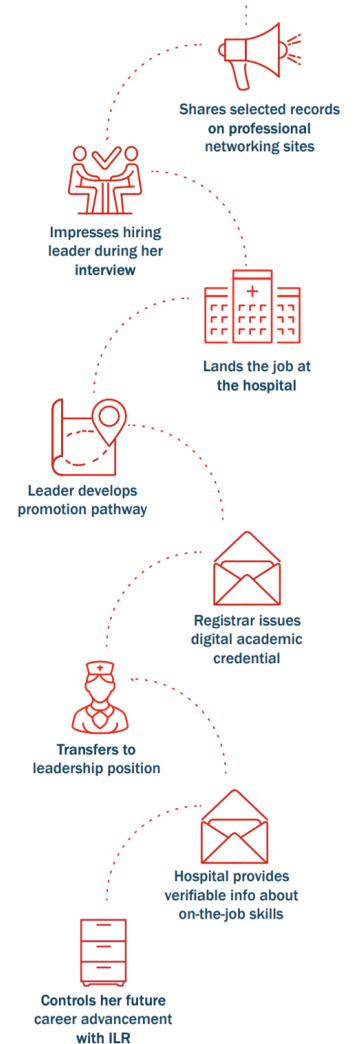 Shares selected records
on professional
networking sites
Impresses hiring
leader during her
interview
Lands the job at
the hospital
Leader develops
promotion pathway
Registrar issues
digital academic
credential
Transfers to
leadership position
Hospital provides
verifiable info about
on-the-job skills
Controls her future
career advancement
with ILR